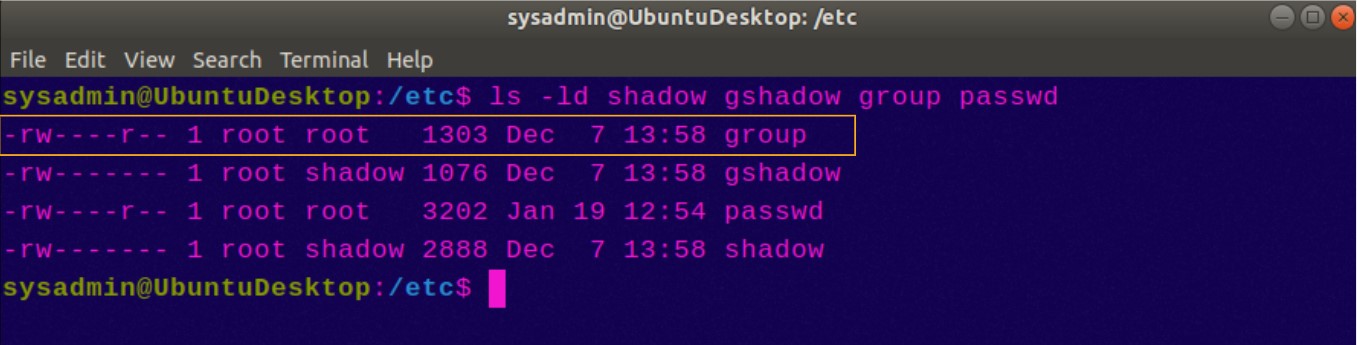 sysadmin@UbuntuDesktop: /etc
File Edit View Search Terminal Help
sysadmin@UbuntuDesktop:/etc$ ls -ld shadow gshadow group passwd
-rw----r-- 1 root root   1303 Dec  7 13:58 group
-rw------- 1 root shadow 1076 Dec  7 13:58 gshadow
-rw----r-- 1 root root   3202 Jan 19 12:54 passwd
-rw------- 1 root shadow 2888 Dec  7 13:58 shadow
sysadmin@UbuntuDesktop:/etc$